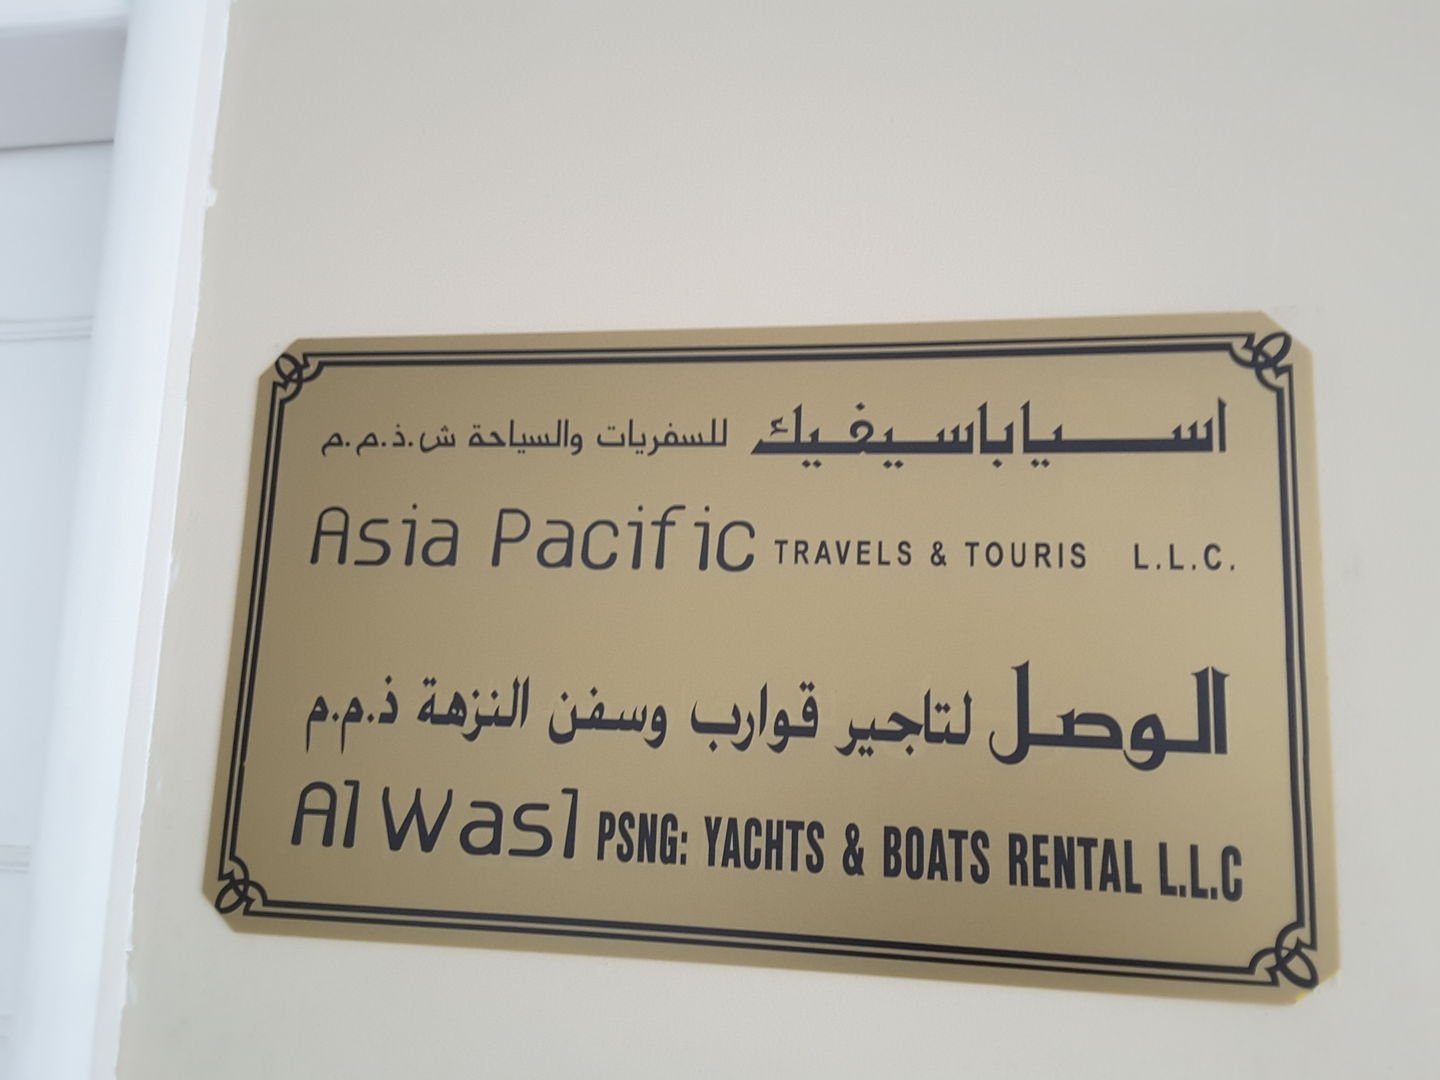 اسياباسيفيك للسفريات والسياحة ش.ذ.م.م
Asia Pacific TRAVELS & TOURIS L.L.C.
الوصل لتاجير قوارب وسفن النزهة ذ.م.م
Al Wasl PSNG: YACHTS & BOATS RENTAL L.L.C